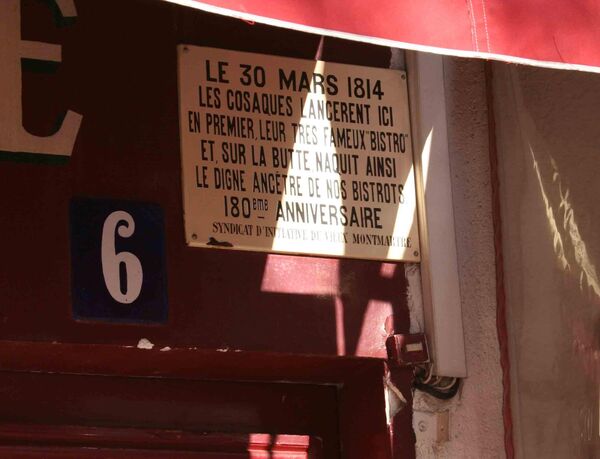 E
LE 30 MARS 1814
LES COSAQUES LANCERENT ICI
EN PREMIER, LEUR TRES FAMEUX "BISTRO"
ET, SUR LA BUTTE NAQUIT AINSI
LE DIGNE ANCÊTRE DE NOS BISTROTS.
180ème ANNIVERSAIRE
SYNDICAT D'INITIATIVE DU VIEUX MONTMARTRE
6